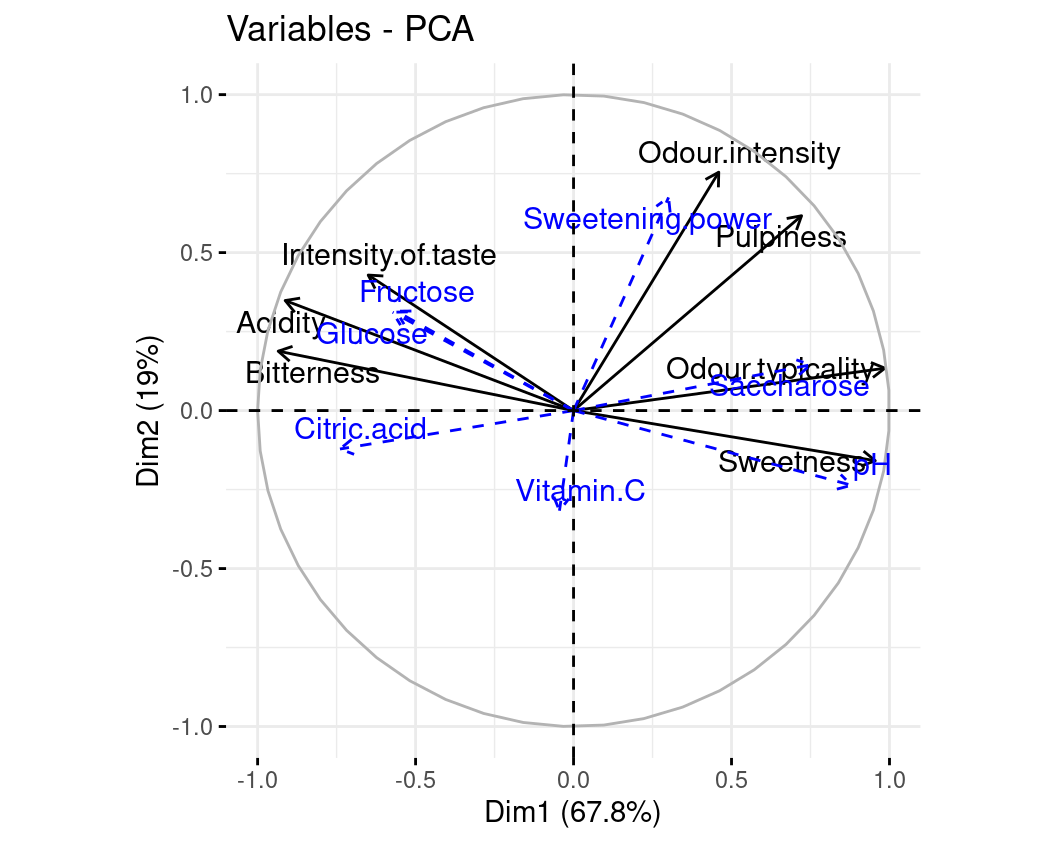 Variables - PCA
1.0
Odour.intensity
Sweetening.power
Pulpiness
0.5
Intensity.of.taste
Fructose
Acidity
Glucose
Odour.typicality
Bitterness
Saccharose
0.0
Citric.acid
Sweetness
pH
Vitamin.C
-0.5
-1.0
-1.0 -0.5 0.0 0.5 1.0
Dim1 (67.8%)
Dim2 (19%)